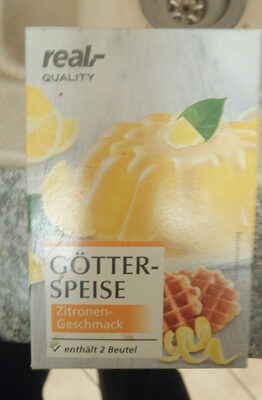 real,-
QUALITY
GÖTTER-
SPEISE
Zitronen-
Geschmack
✓ enthält 2 Beutel